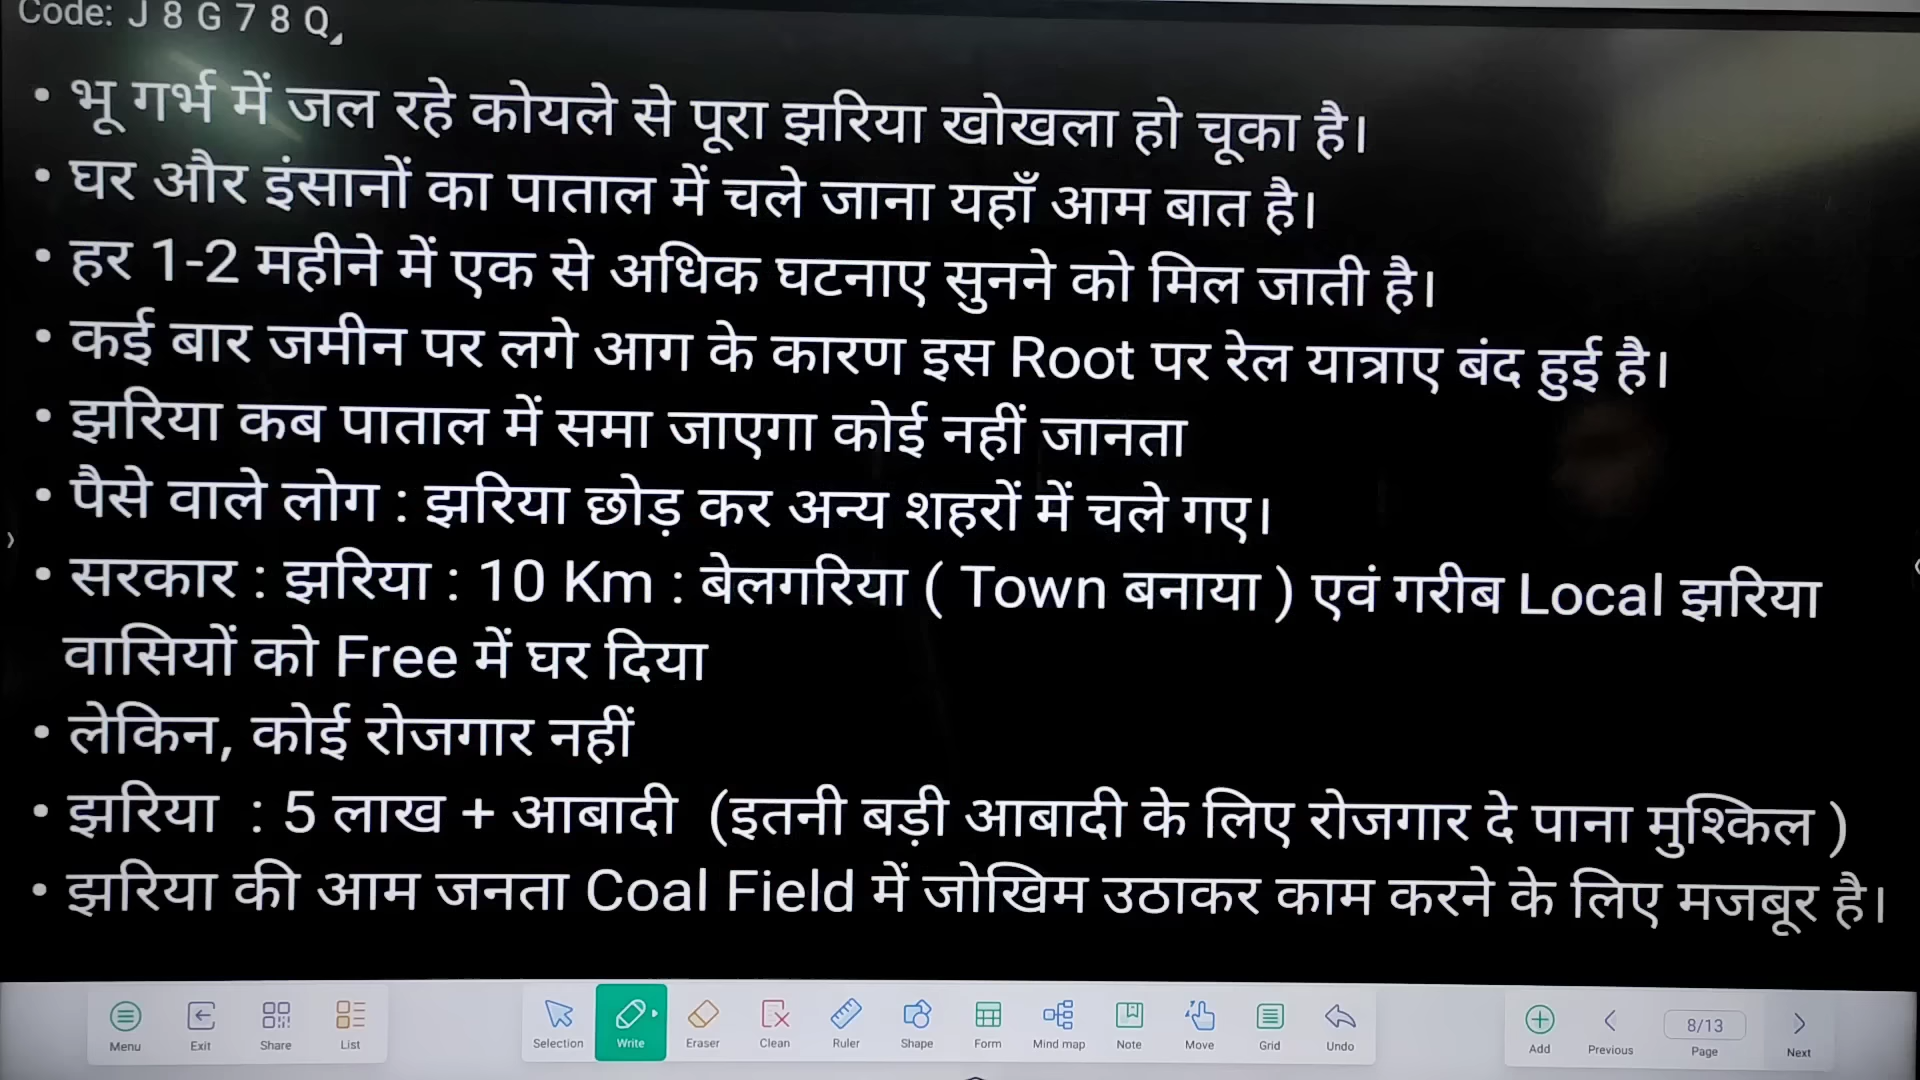 Code: J 8 G 7 8 Q
• भू गर्भ में जल रहे कोयले से पूरा झरिया खोखला हो चूका है।
• घर और इंसानों का पाताल में चले जाना यहाँ आम बात है।
• हर 1-2 महीने में एक से अधिक घटनाए सुनने को मिल जाती है।
• कई बार जमीन पर लगे आग के कारण इस Root पर रेल यात्राए बंद हुई है।
• झरिया कब पाताल में समा जाएगा कोई नहीं जानता
• पैसे वाले लोग : झरिया छोड़ कर अन्य शहरों में चले गए।
• सरकार : झरिया : 10 Km : बेलगरिया ( Town बनाया ) एवं गरीब Local झरिया
वासियों को Free में घर दिया
• लेकिन, कोई रोजगार नहीं
• झरिया : 5 लाख + आबादी (इतनी बड़ी आबादी के लिए रोजगार दे पाना मुश्किल )
• झरिया की आम जनता Coal Field में जोखिम उठाकर काम करने के लिए मजबूर है।
Menu Exit Share List Selection Write Eraser Clean Ruler Shape Form Mind map Note Move Grid Undo Add Previous 8/13 Page Next